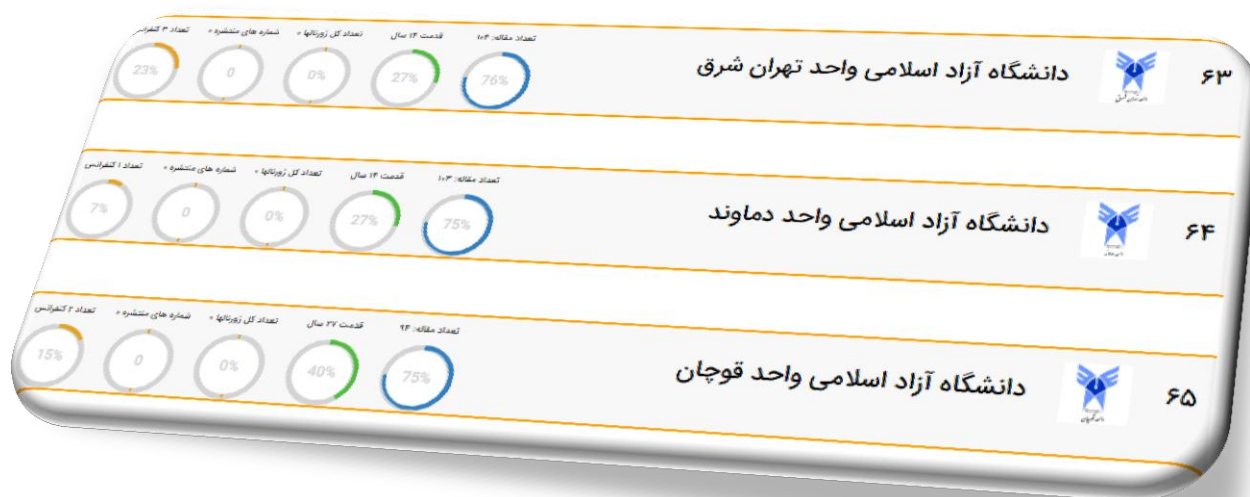 ۶۳
دانشگاه آزاد اسلامی واحد تهران شرق
تعداد مقاله: ۱۰۴
76%
قدمت ۱۴ سال
27%
تعداد کل ژورنالها ۰
0%
شماره های منتشره ۰
0
تعداد ۳ کنفرانس
23%
۶۴
دانشگاه آزاد اسلامی واحد دماوند
تعداد مقاله: ۱۰۳
75%
قدمت ۱۴ سال
27%
تعداد کل ژورنالها ۰
0%
شماره های منتشره ۰
0
تعداد ۱ کنفرانس
7%
۶۵
دانشگاه آزاد اسلامی واحد قوچان
تعداد مقاله: ۹۴
75%
قدمت ۲۷ سال
40%
تعداد کل ژورنالها ۰
0%
شماره های منتشره ۰
0
تعداد ۲ کنفرانس
15%